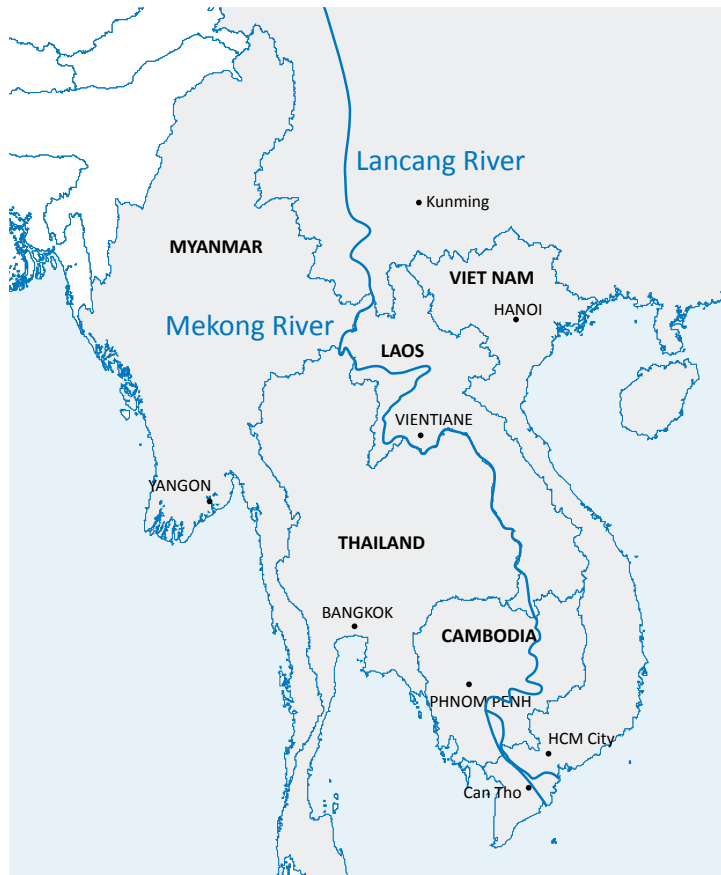 Lancang River
Kunming
MYANMAR
VIET NAM
HANOI
Mekong River
LAOS
VIENTIANE
YANGON
THAILAND
BANGKOK
CAMBODIA
PHNOM PENH
HCM City
Can Tho